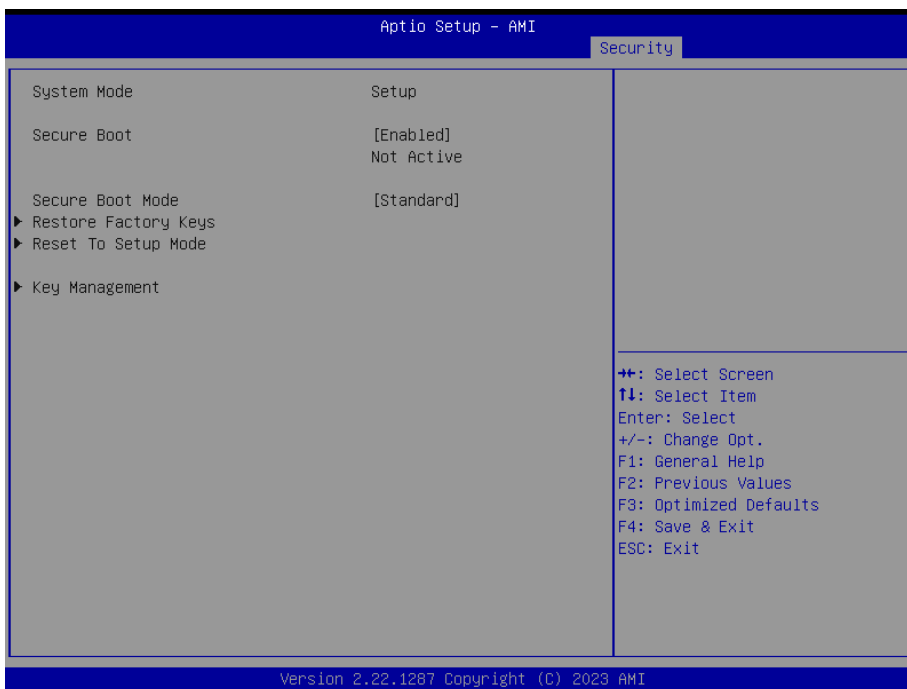 Aptio Setup – AMI
Security
System Mode Setup
Secure Boot [Enabled]
Not Active
Secure Boot Mode [Standard]
▶ Restore Factory Keys
▶ Reset To Setup Mode
▶ Key Management
→←: Select Screen
↑↓: Select Item
Enter: Select
+/-: Change Opt.
F1: General Help
F2: Previous Values
F3: Optimized Defaults
F4: Save & Exit
ESC: Exit
Version 2.22.1287 Copyright (C) 2023 AMI